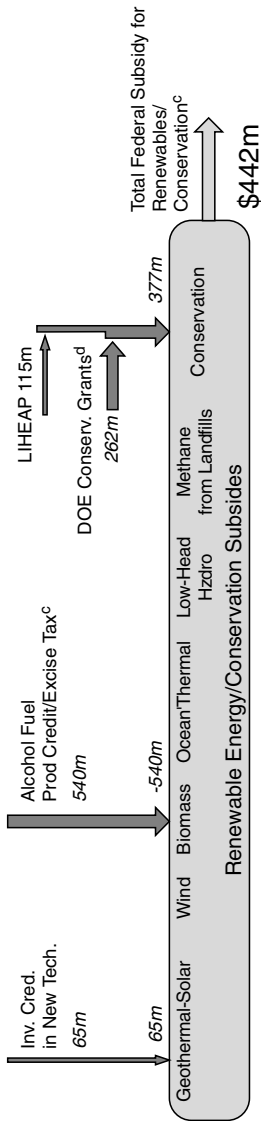 Inv. Cred.
in New Tech.
65m
65m
Alcohol Fuel
Prod Credit/Excise Taxᶜ
540m
-540m
LIHEAP 115m
DOE Conserv. Grantsᵈ
262m
377m
Total Federal Subsidy for
Renewables/
Conservationᶜ
$442m
Geothermal-Solar
Wind
Biomass
Ocean'Thermal
Low-Head
Hzdro
Methane
from Landfills
Conservation
Renewable Energy/Conservation Subsides